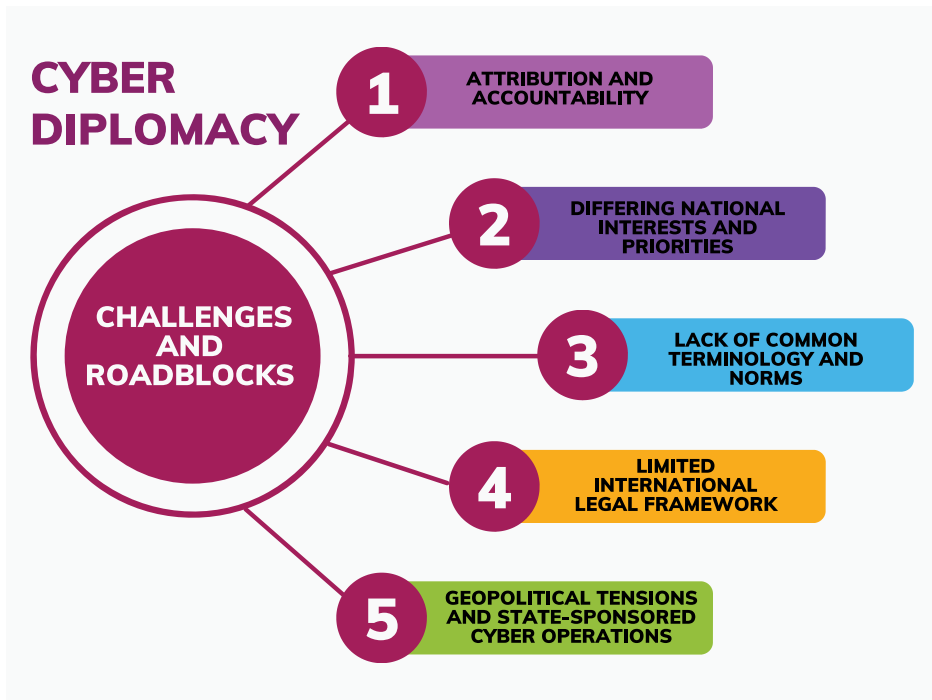 CYBER
DIPLOMACY
CHALLENGES
AND
ROADBLOCKS
1
ATTRIBUTION AND
ACCOUNTABILITY
2
DIFFERING NATIONAL
INTERESTS AND
PRIORITIES
3
LACK OF COMMON
TERMINOLOGY AND
NORMS
4
LIMITED
INTERNATIONAL
LEGAL FRAMEWORK
5
GEOPOLITICAL TENSIONS
AND STATE-SPONSORED
CYBER OPERATIONS